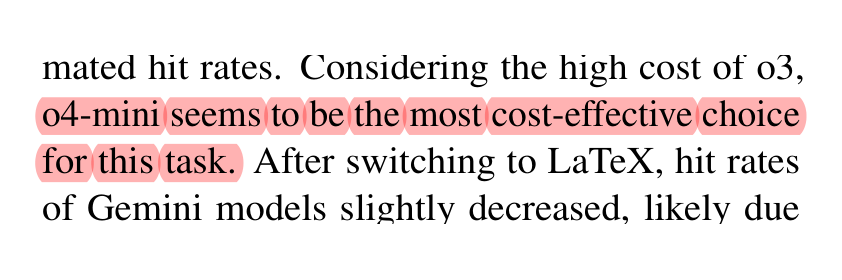 mated hit rates. Considering the high cost of o3,
o4-mini seems to be the most cost-effective choice
for this task. After switching to LaTeX, hit rates
of Gemini models slightly decreased, likely due